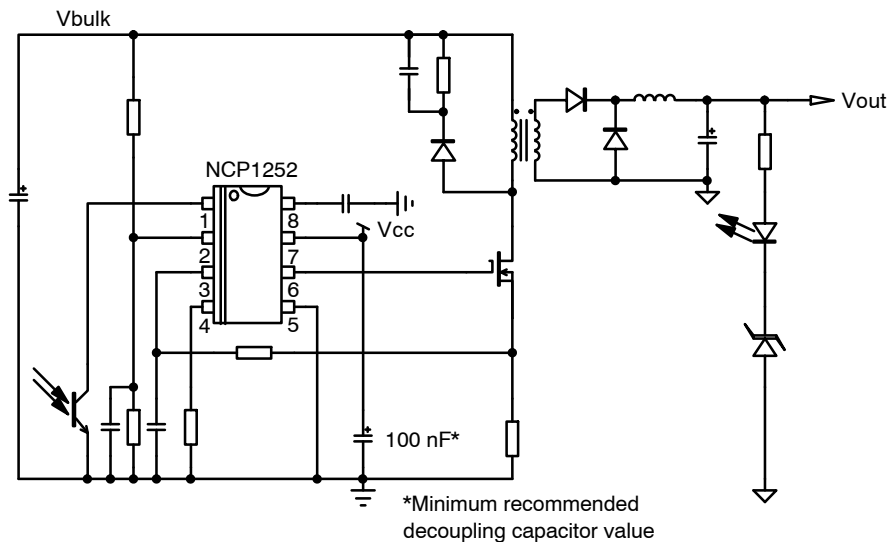 Vbulk
Vout
NCP1252
1
8
Vcc
2
7
3
6
4
5
100 nF*
*Minimum recommended
decoupling capacitor value